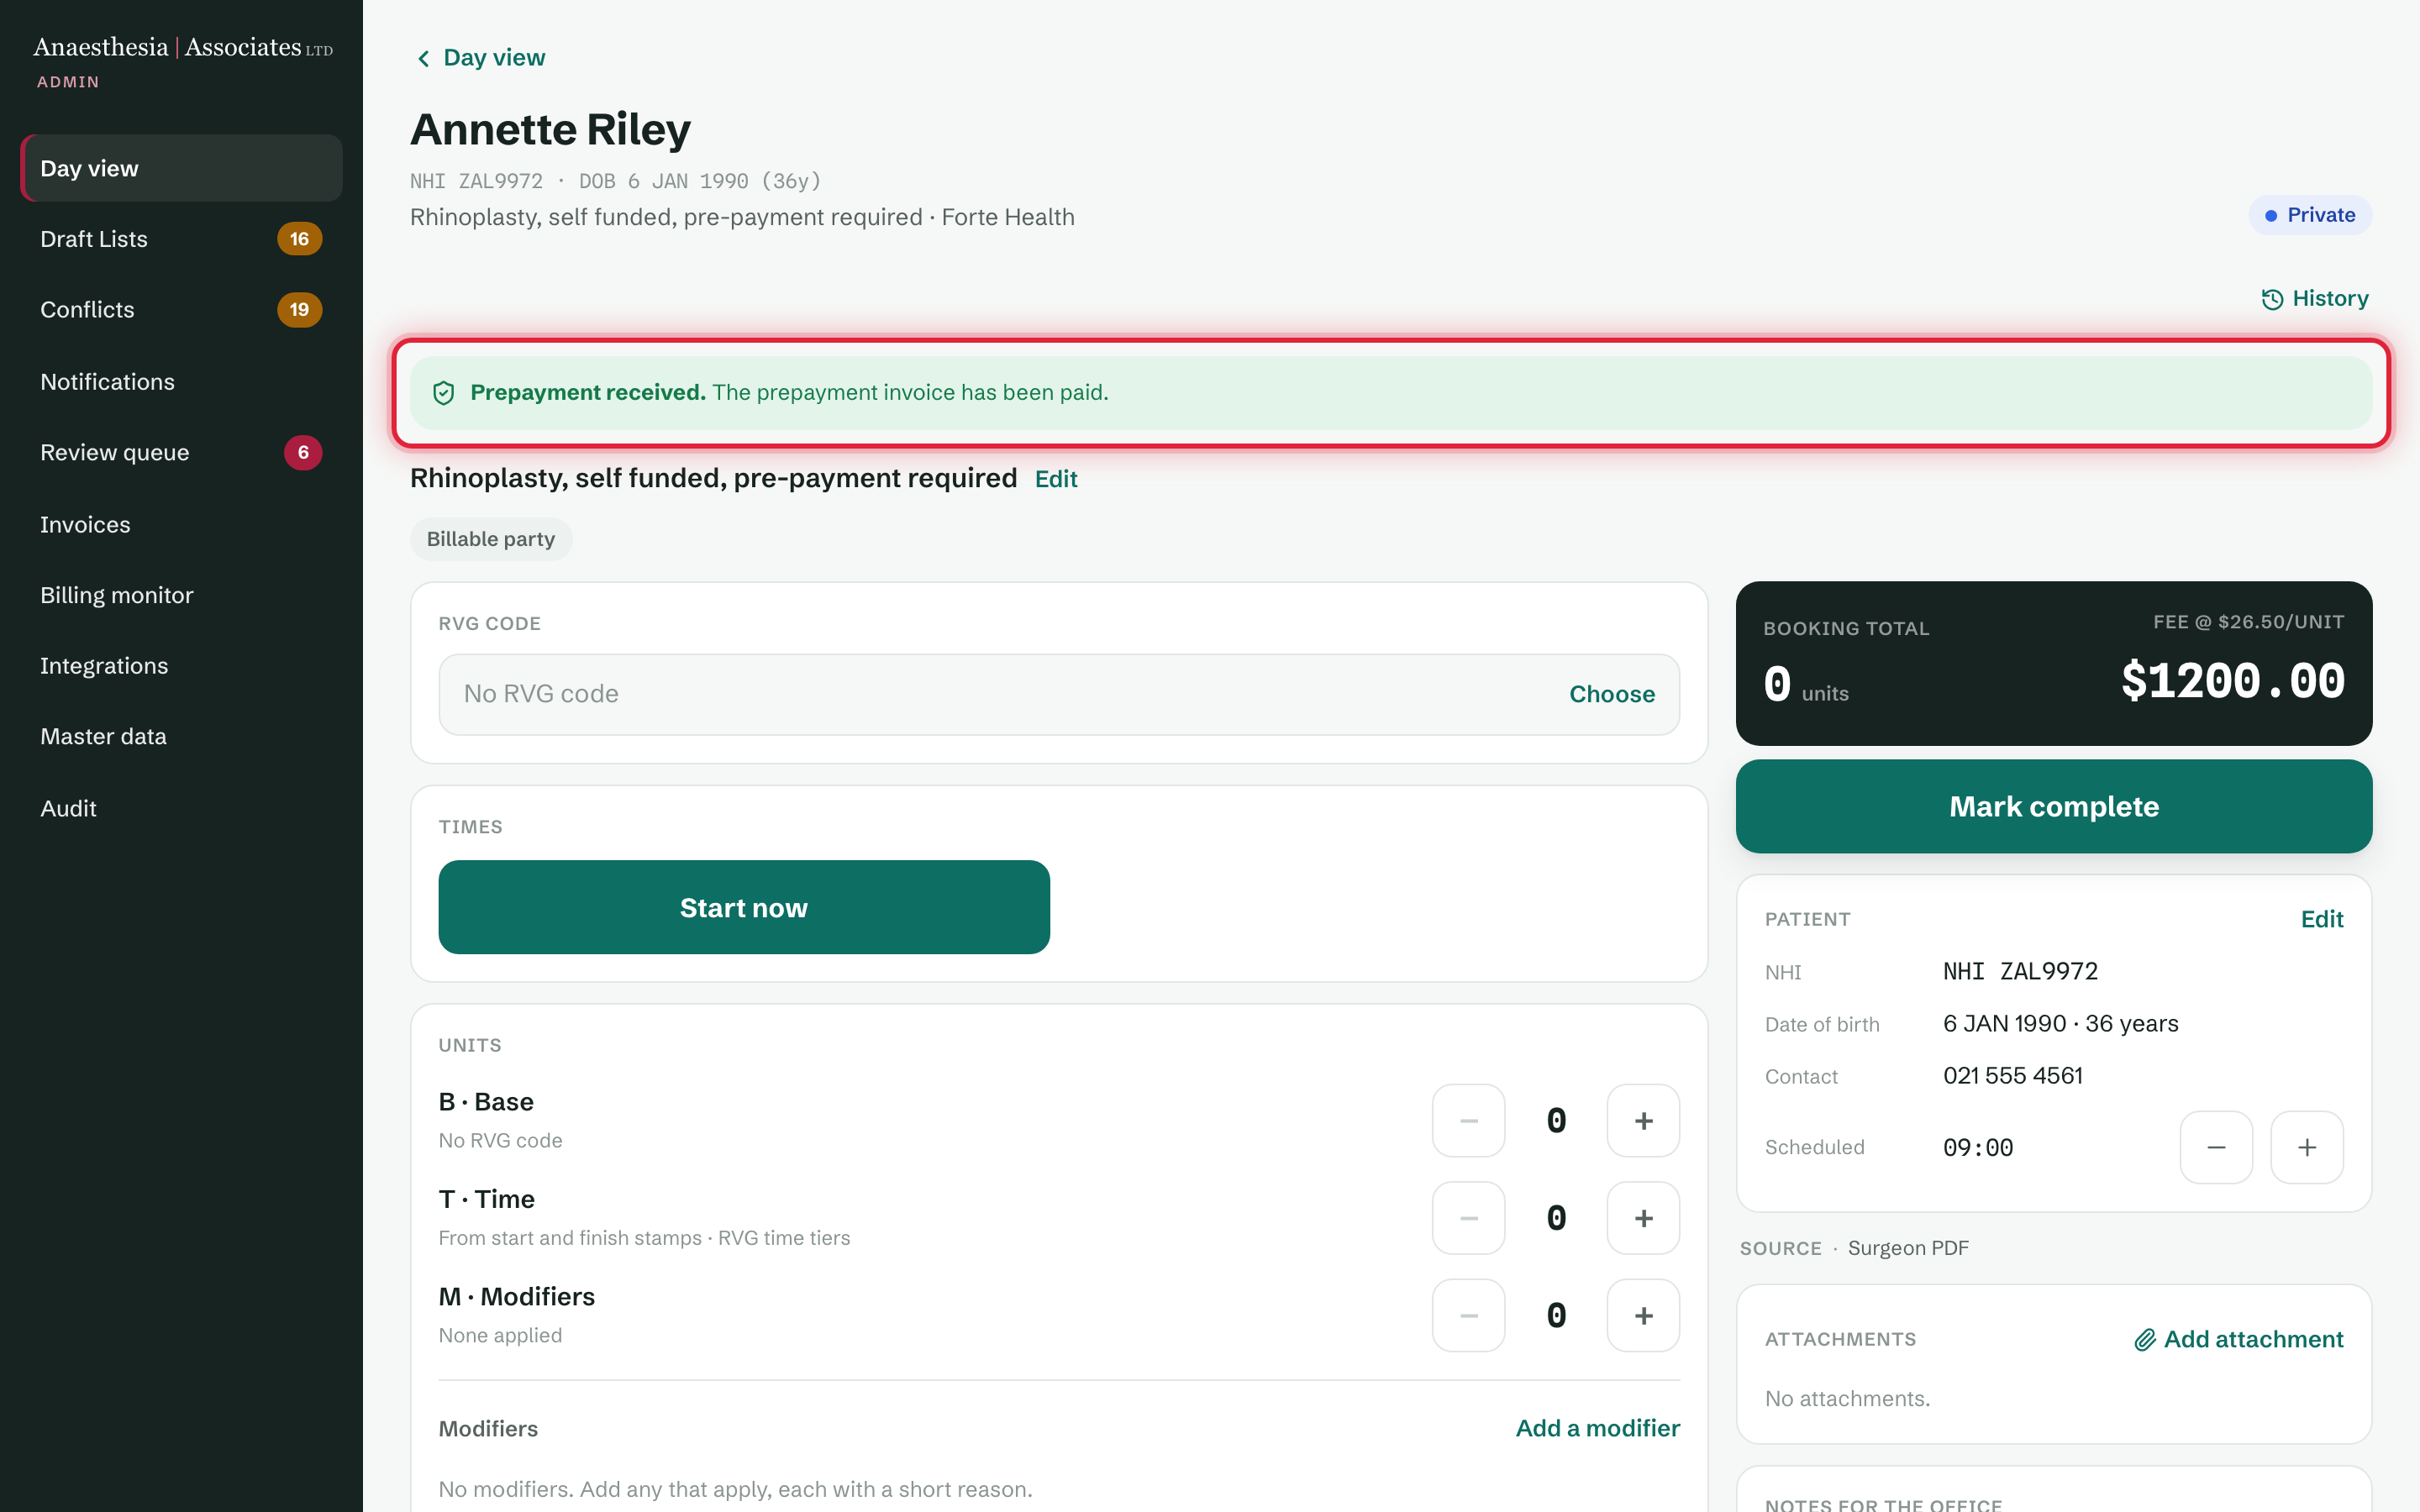 Anaesthesia | Associates LTD
ADMIN
Day view
Draft Lists 16
Conflicts 19
Notifications
Review queue 6
Invoices
Billing monitor
Integrations
Master data
Audit
Day view
Annette Riley
NHI ZAL9972 · DOB 6 JAN 1990 (36y)
Rhinoplasty, self funded, pre-payment required · Forte Health
Private
History
Prepayment received. The prepayment invoice has been paid.
Rhinoplasty, self funded, pre-payment required Edit
Billable party
RVG CODE
No RVG code Choose
TIMES
Start now
UNITS
B · Base
No RVG code
0
T · Time
From start and finish stamps · RVG time tiers
0
M · Modifiers
None applied
0
Modifiers Add a modifier
No modifiers. Add any that apply, each with a short reason.
BOOKING TOTAL FEE @ $26.50/UNIT
0 units $1200.00
Mark complete
PATIENT Edit
NHI NHI ZAL9972
Date of birth 6 JAN 1990 · 36 years
Contact 021 555 4561
Scheduled 09:00
SOURCE · Surgeon PDF
ATTACHMENTS Add attachment
No attachments.
NOTES FOR THE OFFICE